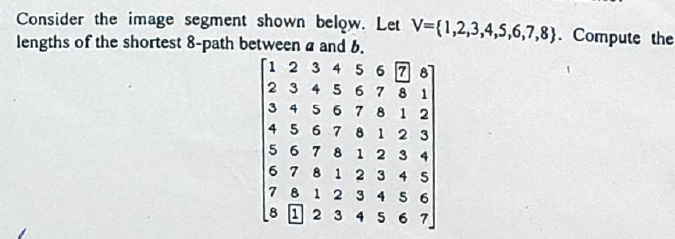 Consider the image segment shown below. Let V={1,2,3,4,5,6,7,8}. Compute the
lengths of the shortest 8-path between a and b.
1 2 3 4 5 6 7 8
2 3 4 5 6 7 8 1
3 4 5 6 7 8 1 2
4 5 6 7 8 1 2 3
5 6 7 8 1 2 3 4
6 7 8 1 2 3 4 5
7 8 1 2 3 4 5 6
8 1 2 3 4 5 6 7